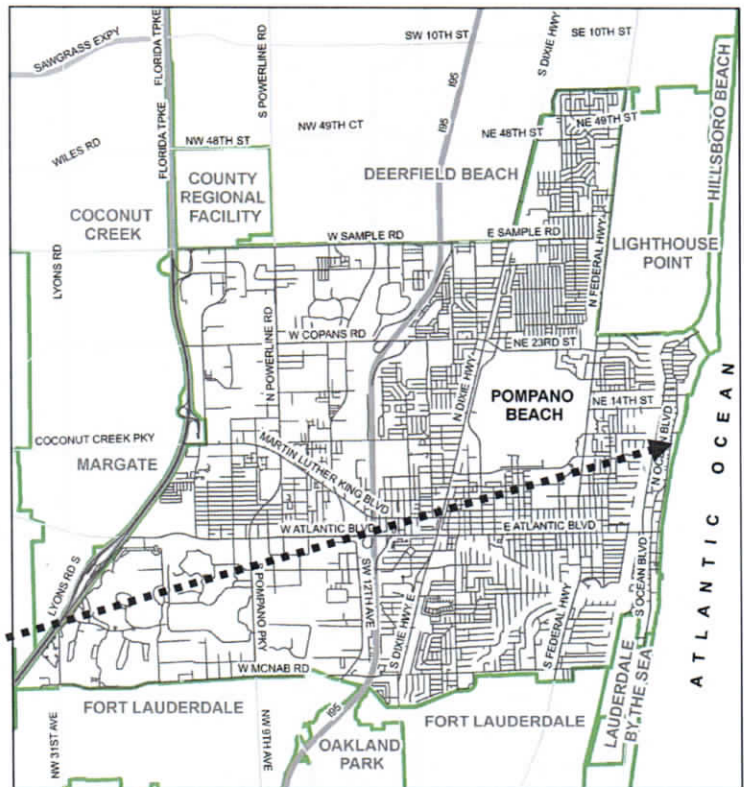 SAWGRASS EXPY
FLORIDA TPKE
S POWERLINE RD
SW 10TH ST
I95
S DIXIE HWY
SE 10TH ST
HILLSBORO BEACH
WILES RD
FLORIDA TPKE
NW 48TH ST
NW 49TH CT
I95
NE 48TH ST
NE 49TH ST
COUNTY
REGIONAL
FACILITY
DEERFIELD BEACH
COCONUT
CREEK
W SAMPLE RD
E SAMPLE RD
LIGHTHOUSE
POINT
LYONS RD
N FEDERAL HWY
N POWERLINE RD
W COPANS RD
NE 23RD ST
N DIXIE HWY
POMPANO
BEACH
NE 14TH ST
N OCEAN BLVD
ATLANTIC OCEAN
COCONUT CREEK PKY
MARGATE
MARTIN LUTHER KING BLVD
W ATLANTIC BLVD
E ATLANTIC BLVD
LYONS RD S
S POMPANO PKY
SW 12TH AVE
S DIXIE HWY E
S FEDERAL HWY
S OCEAN BLVD
W MCNAB RD
LAUDERDALE
BY THE SEA
FORT LAUDERDALE
I95
FORT LAUDERDALE
NW 31ST AVE
NW 9TH AVE
OAKLAND
PARK